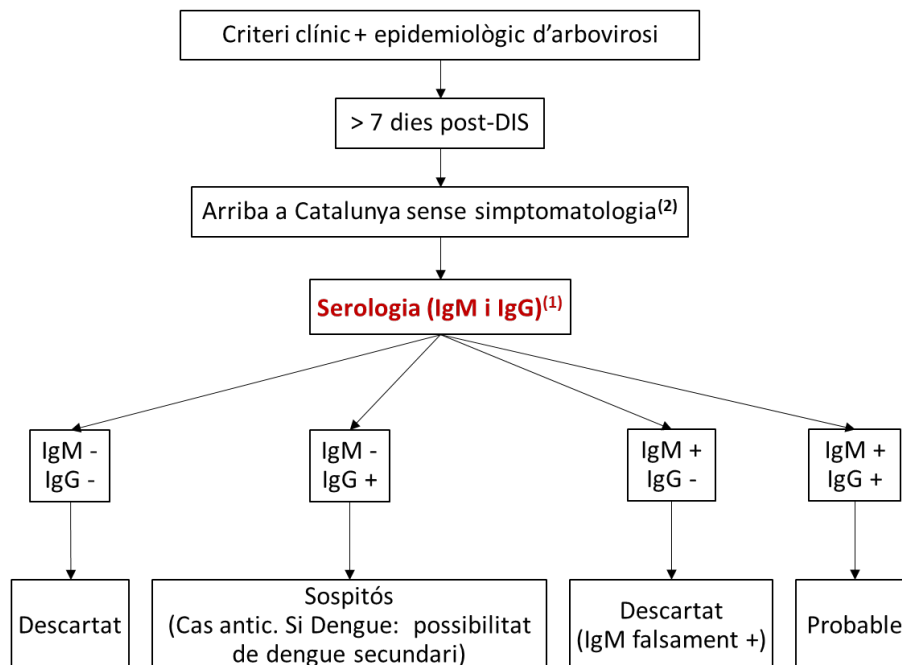 Criteri clínic + epidemiològic d’arbovirosi
> 7 dies post-DIS
Arriba a Catalunya sense simptomatologia(2)
Serologia (IgM i IgG)(1)
IgM -
IgG -
IgM -
IgG +
IgM +
IgG -
IgM +
IgG +
Descartat
Sospitós
(Cas antic. Si Dengue: possibilitat
de dengue secundari)
Descartat
(IgM falsament +)
Probable